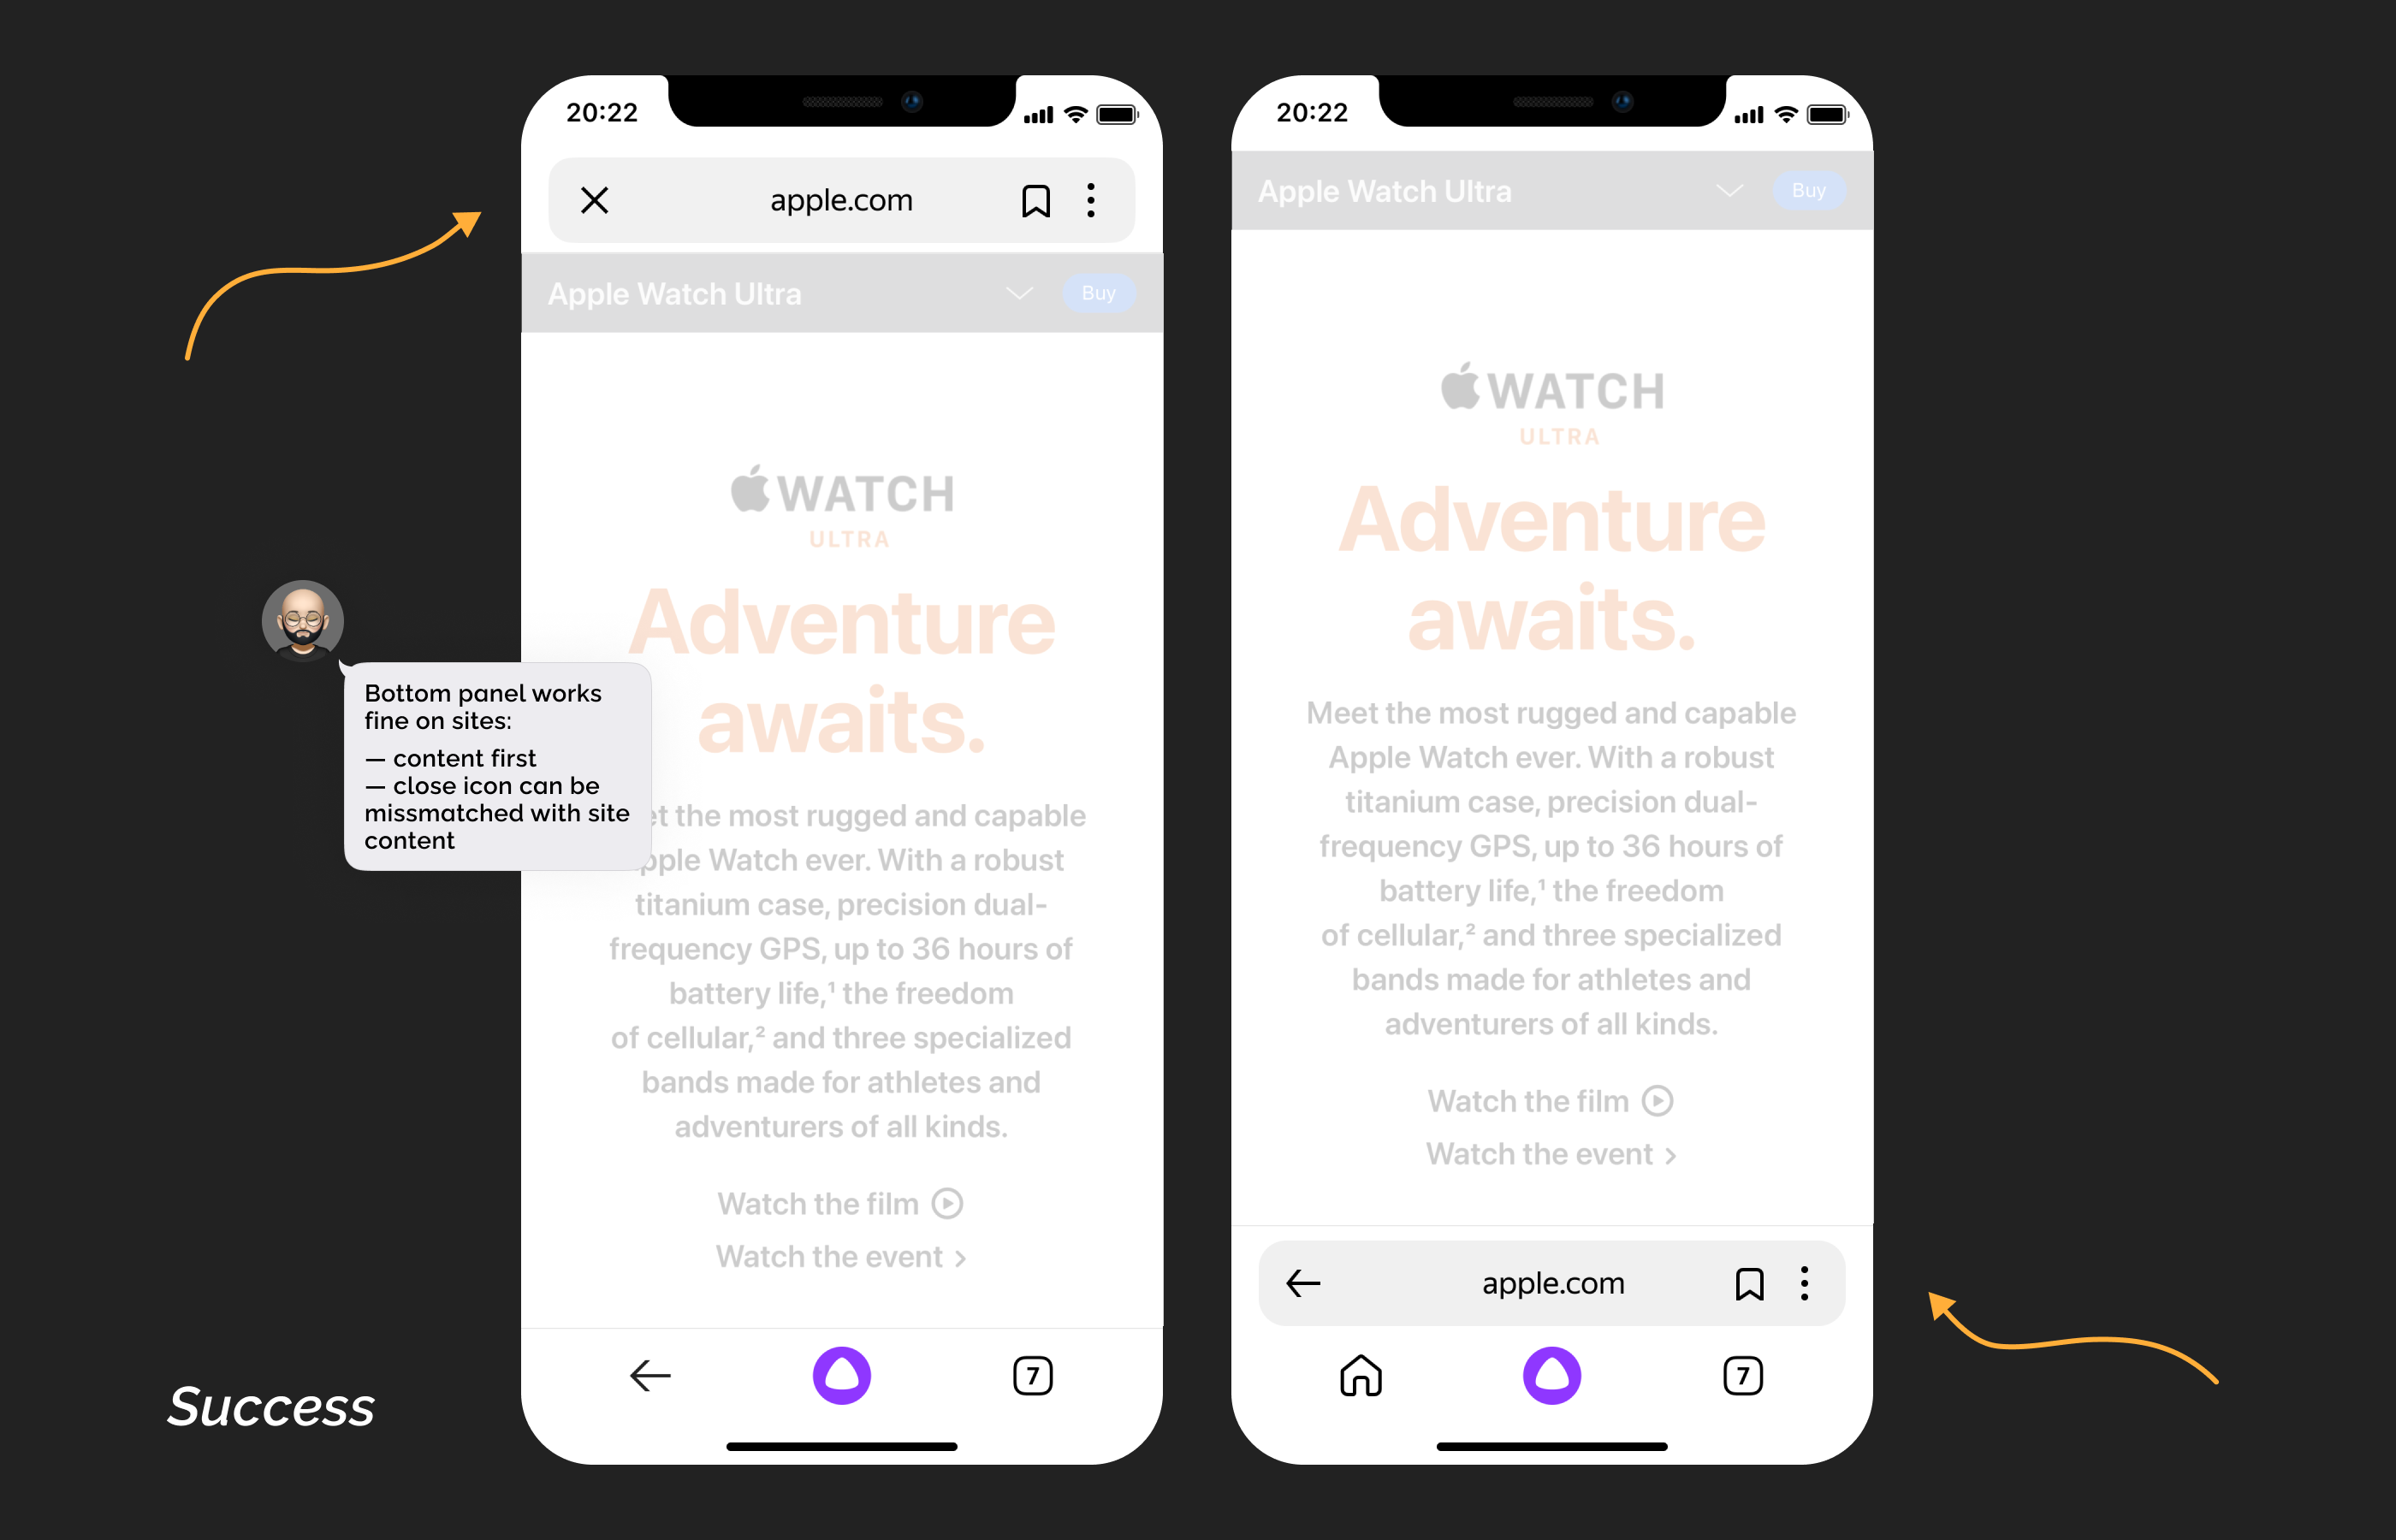 20:22
apple.com
Apple Watch Ultra
Buy
WATCH
ULTRA
Adventure
awaits.
the most rugged and capable
Watch ever. With a robust
titanium case, precision dual-
frequency GPS, up to 36 hours of
battery life,¹ the freedom
of cellular,² and three specialized
bands made for athletes and
adventurers of all kinds.
Watch the film
Watch the event
7
Bottom panel works
fine on sites:
— content first
— close icon can be
missmatched with site
content
Success
20:22
Apple Watch Ultra
Buy
WATCH
ULTRA
Adventure
awaits.
Meet the most rugged and capable
Apple Watch ever. With a robust
titanium case, precision dual-
frequency GPS, up to 36 hours of
battery life,¹ the freedom
of cellular,² and three specialized
bands made for athletes and
adventurers of all kinds.
Watch the film
Watch the event
apple.com
7